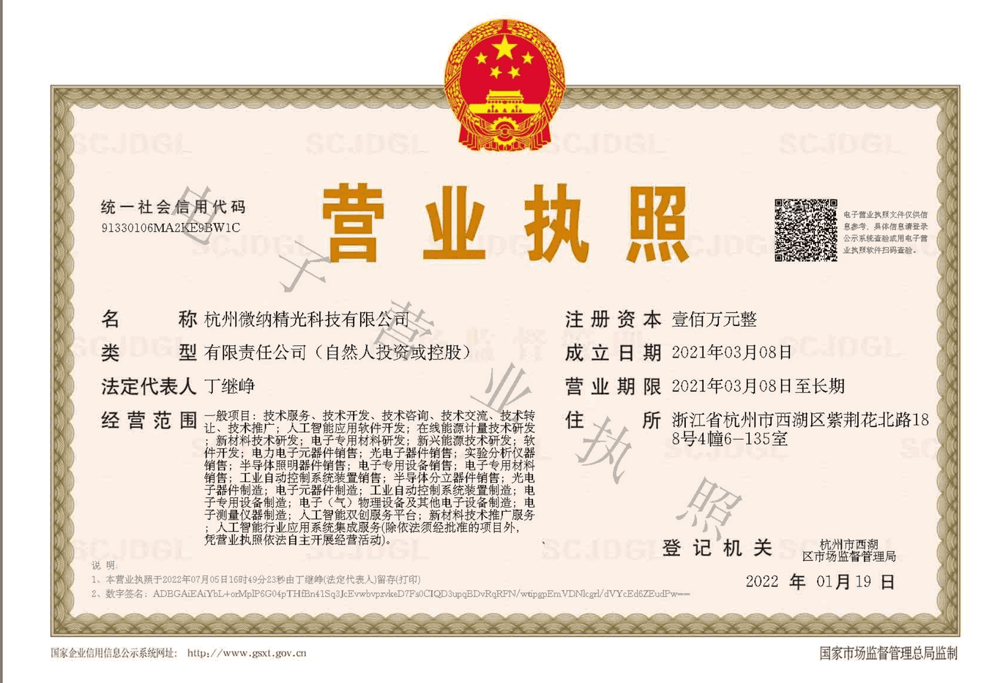 营业执照
统一社会信用代码
91330106MA2KE9BW1C
电子营业执照文件仅供信
息参考，具体信息请登录
公示系统查验或用电子营
业执照软件扫码查验。
名称 杭州微纳精光科技有限公司
类型 有限责任公司（自然人投资或控股）
法定代表人 丁继峥
经营范围 一般项目：技术服务、技术开发、技术咨询、技术交流、技术转
让、技术推广；人工智能应用软件开发；在线能源计量技术研发
；新材料技术研发；电子专用材料研发；新兴能源技术研发；软
件开发；电力电子元器件销售；光电子器件销售；实验分析仪器
销售；半导体照明器件销售；电子专用设备销售；电子专用材料
销售；工业自动控制系统装置销售；半导体分立器件销售；光电
子器件制造；电子元器件制造；工业自动控制系统装置制造；电
子专用设备制造；电子（气）物理设备及其他电子设备制造；电
子测量仪器制造；人工智能双创服务平台；新材料技术推广服务
；人工智能行业应用系统集成服务(除依法须经批准的项目外，
凭营业执照依法自主开展经营活动)。
注册资本 壹佰万元整
成立日期 2021年03月08日
营业期限 2021年03月08日至长期
住所 浙江省杭州市西湖区紫荆花北路18
8号4幢6-135室
登记机关
杭州市西湖
区市场监督管理局
2022 年 01月19 日
说 明:
1、本营业执照于2022年07月05日16时49分23秒由丁继峥(法定代表人)留存(打印)
2、数字签名：ADBGAiEAiYbL+orMplP6G04pTHfBn41Sq3JcEvwbvpzvkeD7Fs0CIQD3upqBDvRqRFN/wtipgpEmVDNlcgrl/dVYcEd6ZEudPw==
电子营业执照
SCJDGL
国家企业信用信息公示系统网址： http://www.gsxt.gov.cn
国家市场监督管理总局监制